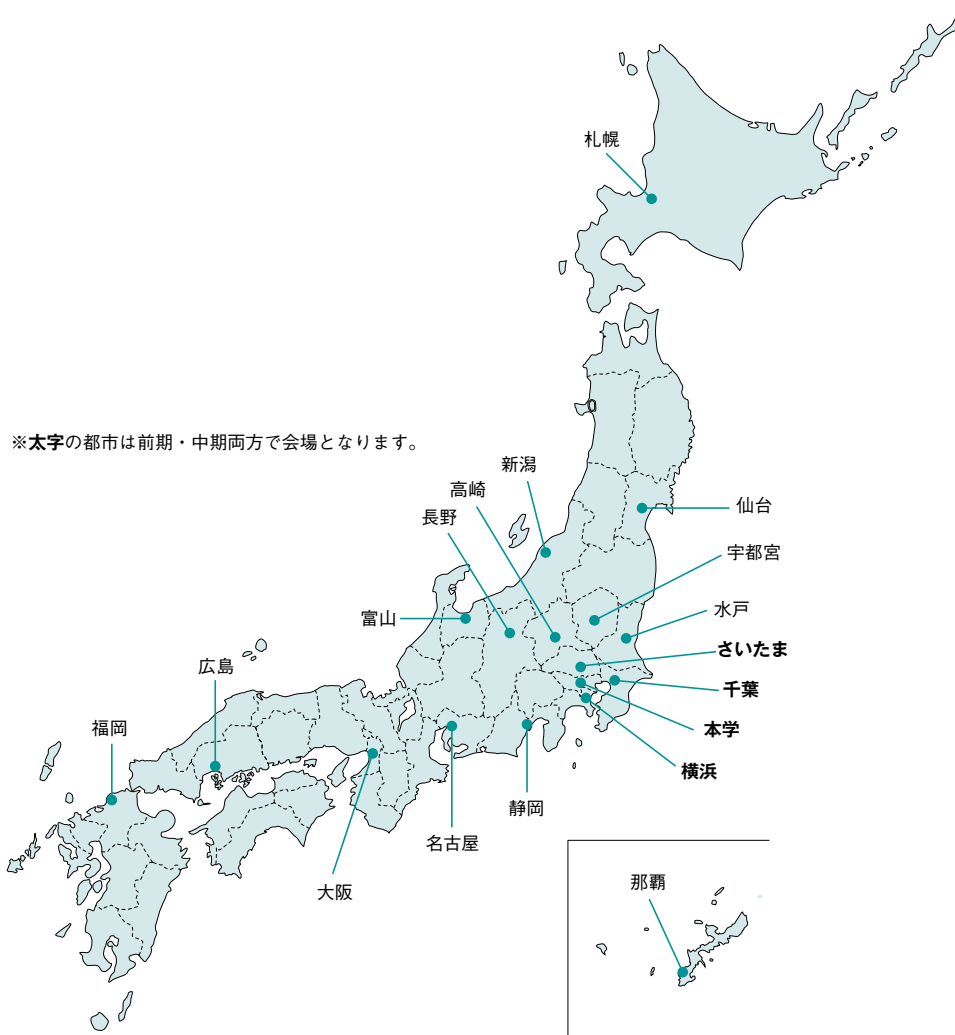 札幌
※太字の都市は前期・中期両方で会場となります。
新潟
高崎
長野
仙台
宇都宮
富山
水戸
さいたま
広島
千葉
福岡
本学
横浜
静岡
名古屋
大阪
那覇